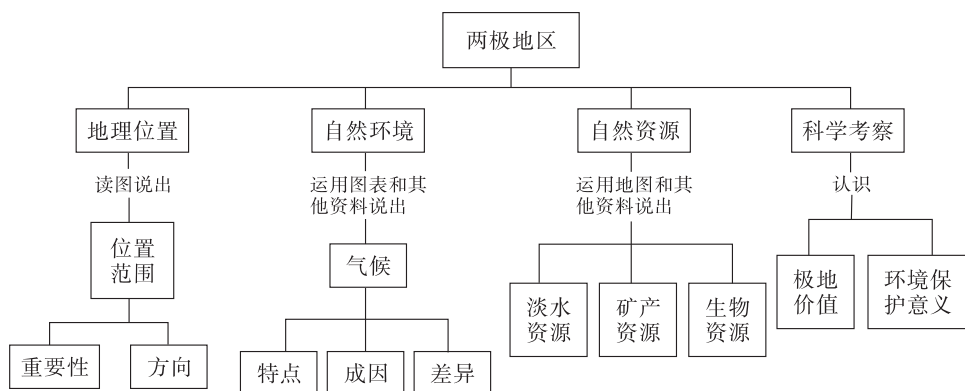 两极地区
地理位置
自然环境
自然资源
科学考察
读图说出
运用图表和其
他资料说出
运用地图和其
他资料说出
认识
位置
范围
气候
淡水
资源
矿产
资源
生物
资源
极地
价值
环境保
护意义
重要性
方向
特点
成因
差异